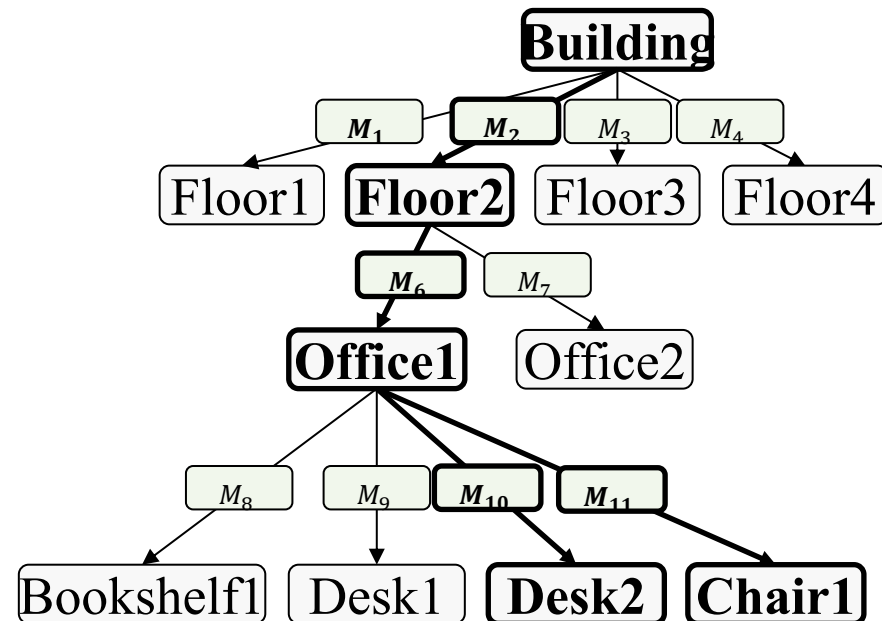 Building
M₁ M₂ M₃ M₄
Floor1 Floor2 Floor3 Floor4
M₆ M₇
Office1 Office2
M₈ M₉ M₁₀ M₁₁
Bookshelf1 Desk1 Desk2 Chair1